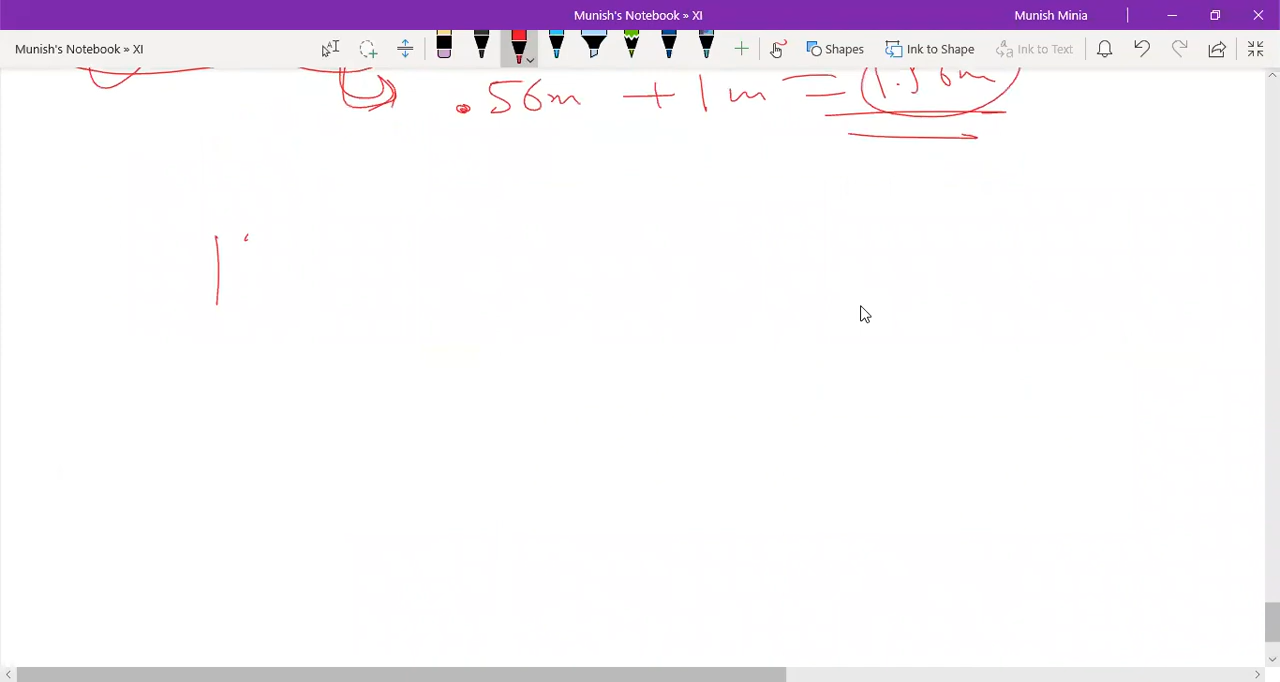 Munish's Notebook » XI
Munish Minia
Munish's Notebook » XI
Shapes
Ink to Shape
Ink to Text
.56m + 1m = 1.56m